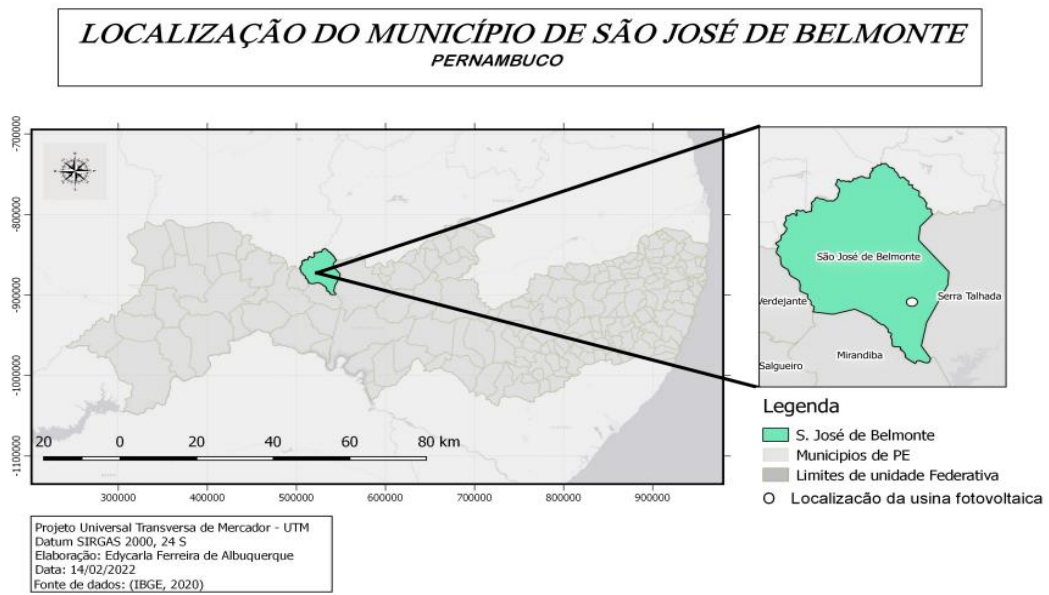 LOCALIZAÇÃO DO MUNICÍPIO DE SÃO JOSÉ DE BELMONTE
PERNAMBUCO
-700000
-800000
-900000
-1000000
-1100000
20 0 20 40 60 80 km
300000 400000 500000 600000 700000 800000 900000
São José de Belmonte
Verdejante
Serra Talhada
Mirandiba
Salgueiro
Legenda
S. José de Belmonte
Municipios de PE
Limites de unidade Federativa
Localização da usina fotovoltaica
Projeto Universal Transversa de Mercador - UTM
Datum SIRGAS 2000, 24 S
Elaboração: Edycarla Ferreira de Albuquerque
Data: 14/02/2022
Fonte de dados: (IBGE, 2020)